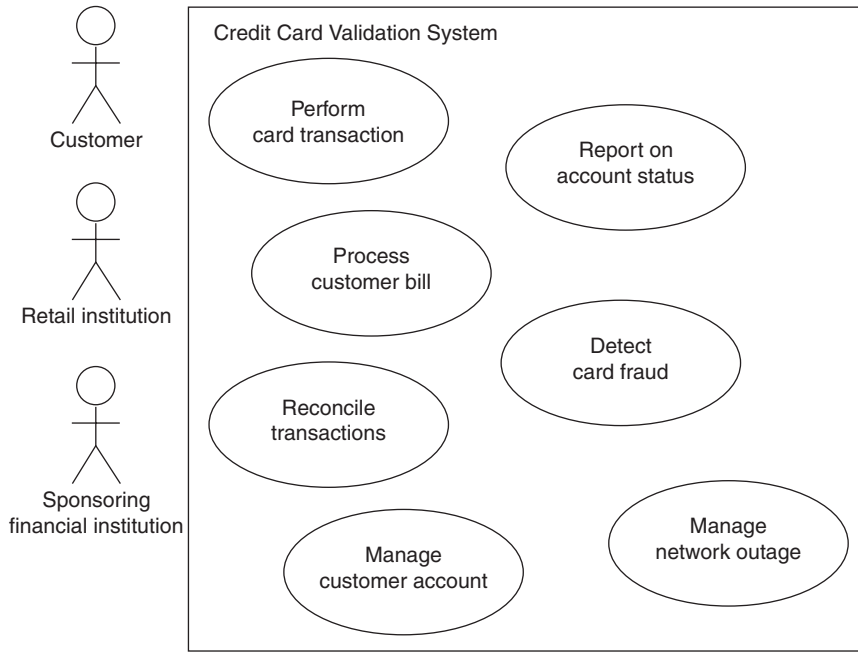 Credit Card Validation System
Customer
Retail institution
Sponsoring
financial institution
Perform
card transaction
Report on
account status
Process
customer bill
Detect
card fraud
Reconcile
transactions
Manage
customer account
Manage
network outage